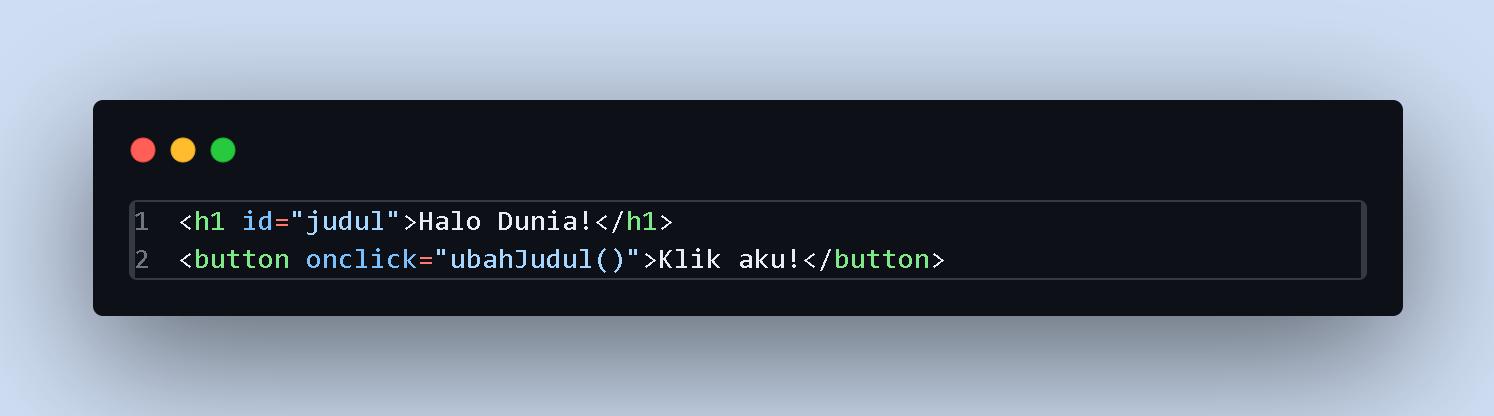 1 <h1 id="judul">Halo Dunia!</h1>
2 <button onclick="ubahJudul()">Klik aku!</button>